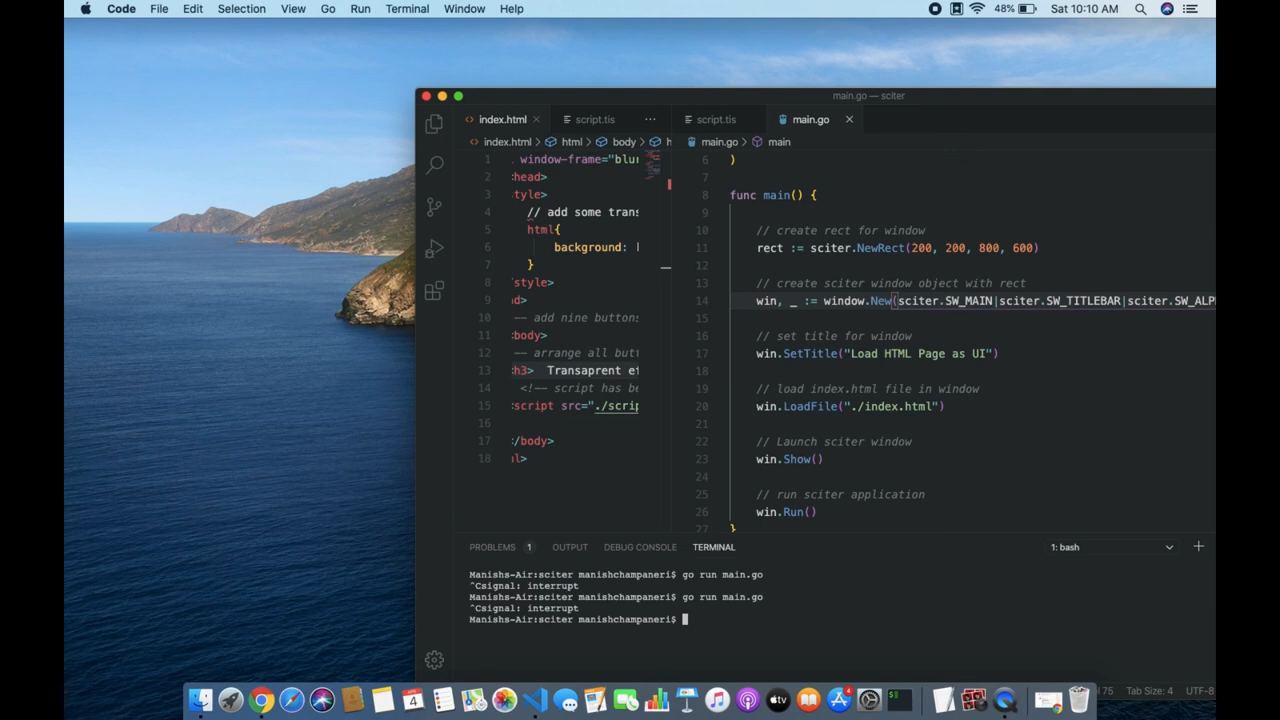 Code File Edit Selection View Go Run Terminal Window Help 48% Sat 10:10 AM
main.go — sciter
index.html script.tis ... script.tis main.go
index.html > html > body > h main.go > main
1 window-frame="blur
2 <head>
3 style>
4 // add some trans
5 html{
6 background:
7 }
8 style>
9 ad>
10 -- add nine buttons
11 <body>
12 -- arrange all butt
13 <h3> Transaprent ef
14 <!-- script has be
15 <script src="./scrip
16
17 </body>
18 l>
6 )
7
8 func main() {
9
10 // create rect for window
11 rect := sciter.NewRect(200, 200, 800, 600)
12
13 // create sciter window object with rect
14 win, _ := window.New(sciter.SW_MAIN|sciter.SW_TITLEBAR|sciter.SW_ALP
15
16 // set title for window
17 win.SetTitle("Load HTML Page as UI")
18
19 // load index.html file in window
20 win.LoadFile("./index.html")
21
22 // Launch sciter window
23 win.Show()
24
25 // run sciter application
26 win.Run()
27 }
PROBLEMS 1 OUTPUT DEBUG CONSOLE TERMINAL 1: bash
Manishs-Air:sciter manishchampaneri$ go run main.go
^Csignal: interrupt
Manishs-Air:sciter manishchampaneri$ go run main.go
^Csignal: interrupt
Manishs-Air:sciter manishchampaneri$
75 Tab Size: 4 UTF-8